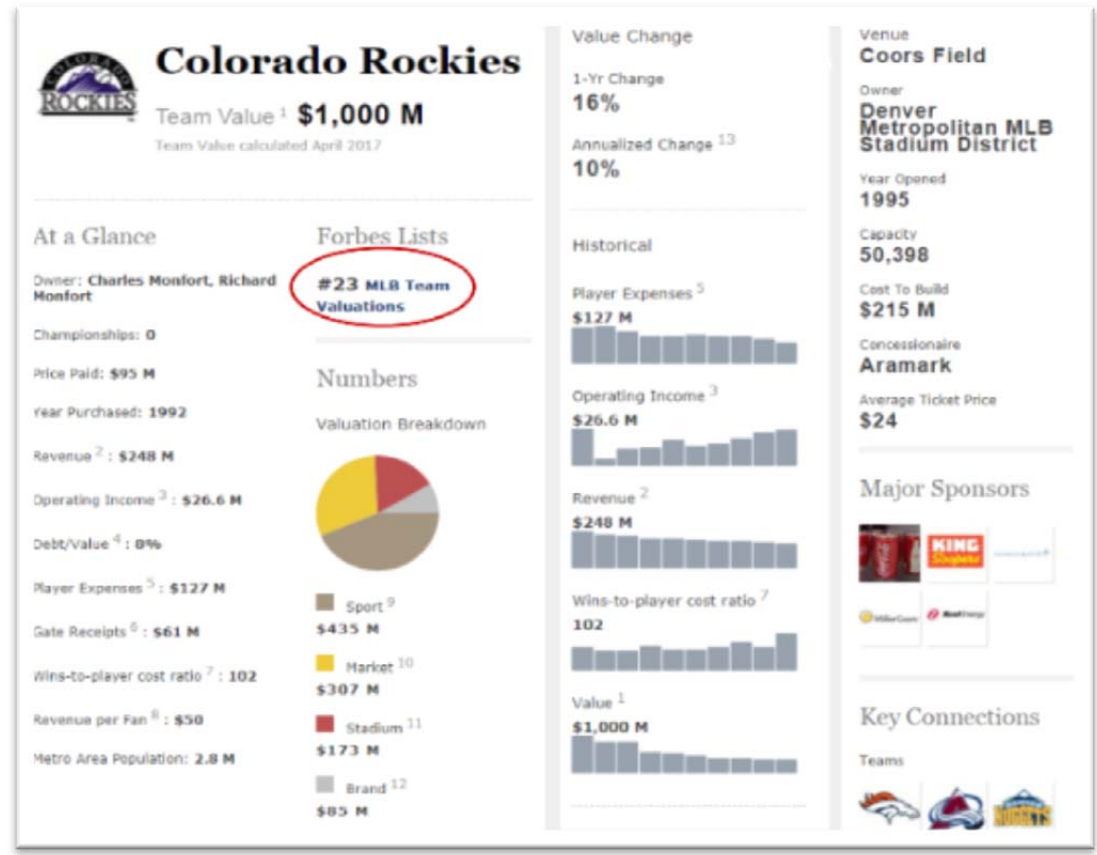 COLORADO
ROCKIES
Colorado Rockies
Team Value 1 $1,000 M
Team Value calculated April 2017
At a Glance
Owner: Charles Monfort, Richard
Monfort
Championships: 0
Price Paid: $95 M
Year Purchased: 1992
Revenue 2 : $248 M
Operating Income 3 : $26.6 M
Debt/Value 4 : 0%
Player Expenses 5 : $127 M
Gate Receipts 6 : $61 M
Wins-to-player cost ratio 7 : 102
Revenue per Fan 8 : $50
Metro Area Population: 2.8 M
Forbes Lists
#23 MLB Team
Valuations
Numbers
Valuation Breakdown
Sport 9
$435 M
Market 10
$307 M
Stadium 11
$173 M
Brand 12
$85 M
Value Change
1-Yr Change
16%
Annualized Change 13
10%
Historical
Player Expenses 5
$127 M
Operating Income 3
$26.6 M
Revenue 2
$248 M
Wins-to-player cost ratio 7
102
Value 1
$1,000 M
Venue
Coors Field
Owner
Denver
Metropolitan MLB
Stadium District
Year Opened
1995
Capacity
50,398
Cost To Build
$215 M
Concessionaire
Aramark
Average Ticket Price
$24
Major Sponsors
KING
Soopers
MillerCoors
Key Connections
Teams
NUGGETS